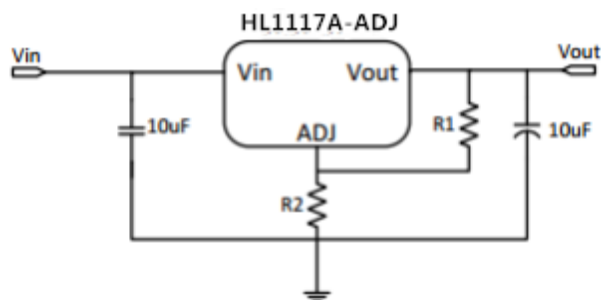 HL1117A-ADJ
Vin
Vout
Vin
Vout
10uF
ADJ
R1
10uF
R2